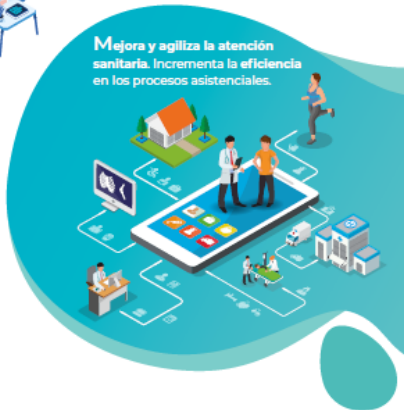 Mejora y agiliza la atención
sanitaria. Incrementa la eficiencia
en los procesos asistenciales.